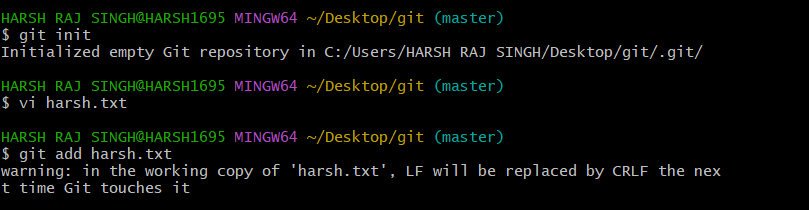 HARSH RAJ SINGH@HARSH1695 MINGW64 ~/Desktop/git (master)
$ git init
Initialized empty Git repository in C:/Users/HARSH RAJ SINGH/Desktop/git/.git/
HARSH RAJ SINGH@HARSH1695 MINGW64 ~/Desktop/git (master)
$ vi harsh.txt
HARSH RAJ SINGH@HARSH1695 MINGW64 ~/Desktop/git (master)
$ git add harsh.txt
warning: in the working copy of 'harsh.txt', LF will be replaced by CRLF the nex
t time Git touches it